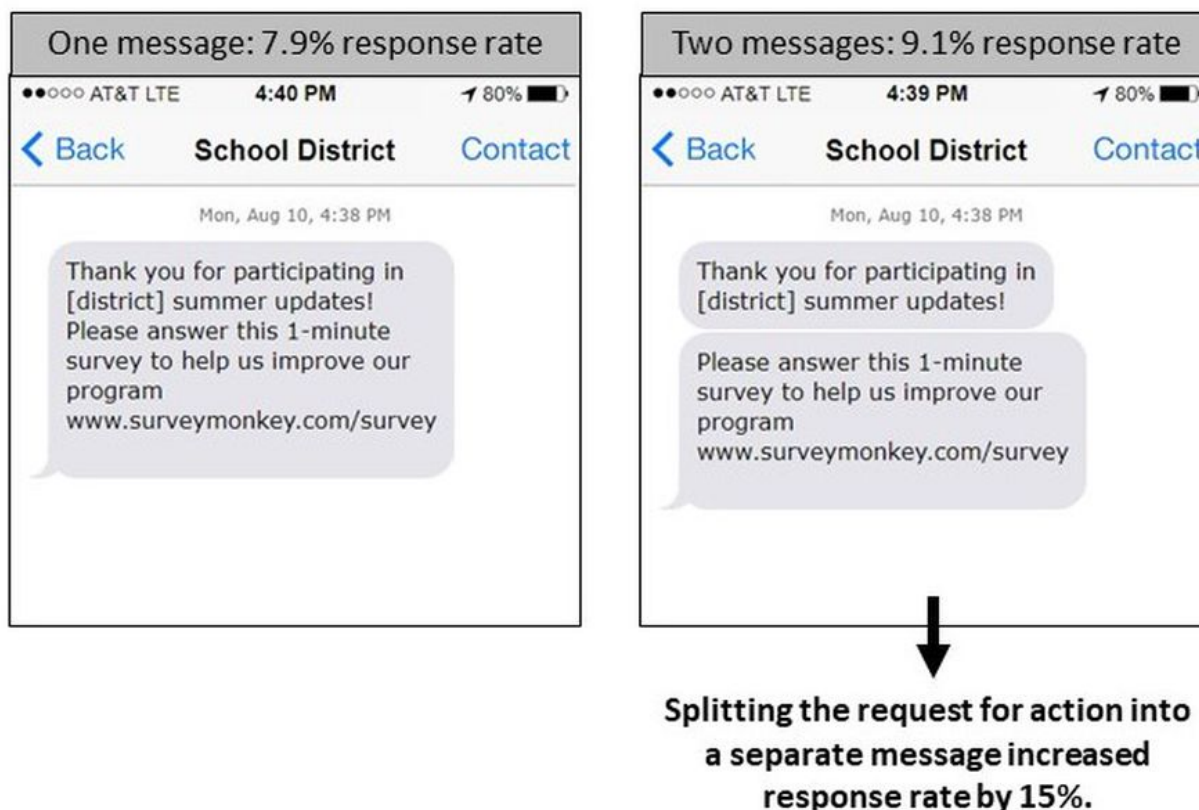 One message: 7.9% response rate
AT&T LTE 4:40 PM 80%
Back School District Contact
Mon, Aug 10, 4:38 PM
Thank you for participating in
[district] summer updates!
Please answer this 1-minute
survey to help us improve our
program
www.surveymonkey.com/survey
Two messages: 9.1% response rate
AT&T LTE 4:39 PM 80%
Back School District Contact
Mon, Aug 10, 4:38 PM
Thank you for participating in
[district] summer updates!
Please answer this 1-minute
survey to help us improve our
program
www.surveymonkey.com/survey
Splitting the request for action into
a separate message increased
response rate by 15%.